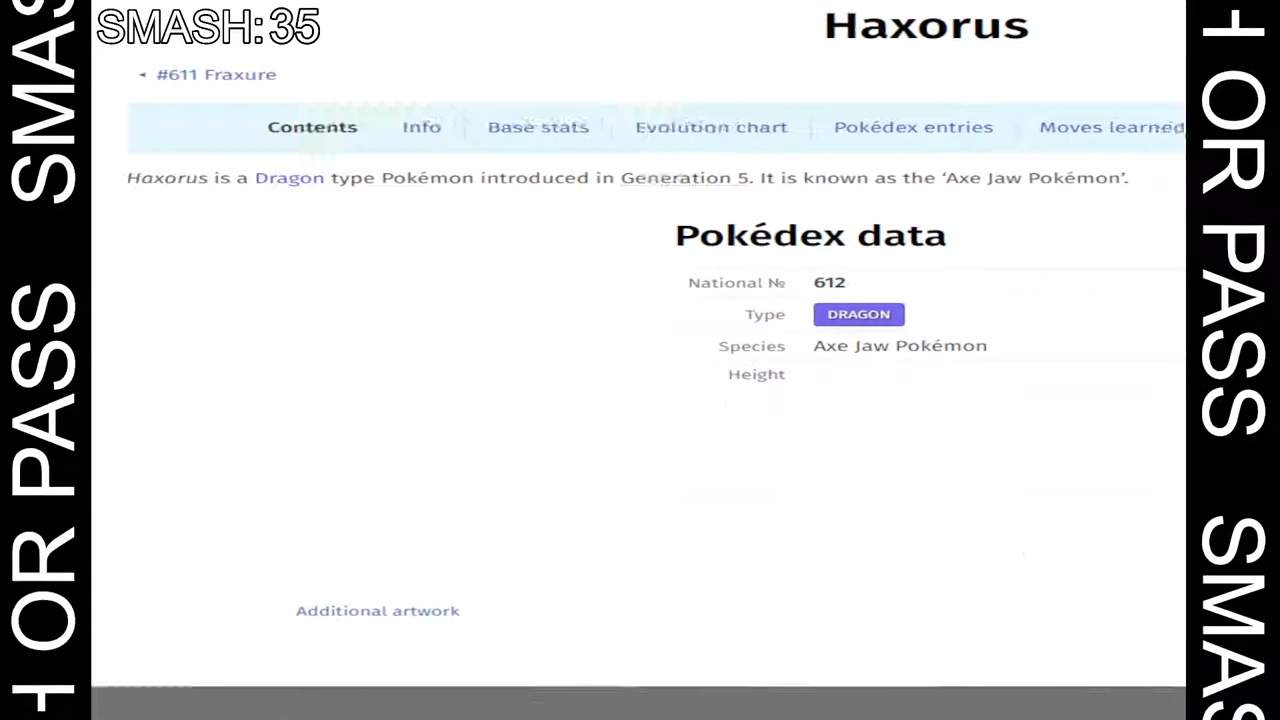 SMASH: 35
Haxorus
#611 Fraxure
Contents Info Base stats Evolution chart Pokédex entries Moves learned
Haxorus is a Dragon type Pokémon introduced in Generation 5. It is known as the ‘Axe Jaw Pokémon’.
Pokédex data
National № 612
Type DRAGON
Species Axe Jaw Pokémon
Height
Additional artwork
H OR PASS SMAS
H OR PASS SMAS